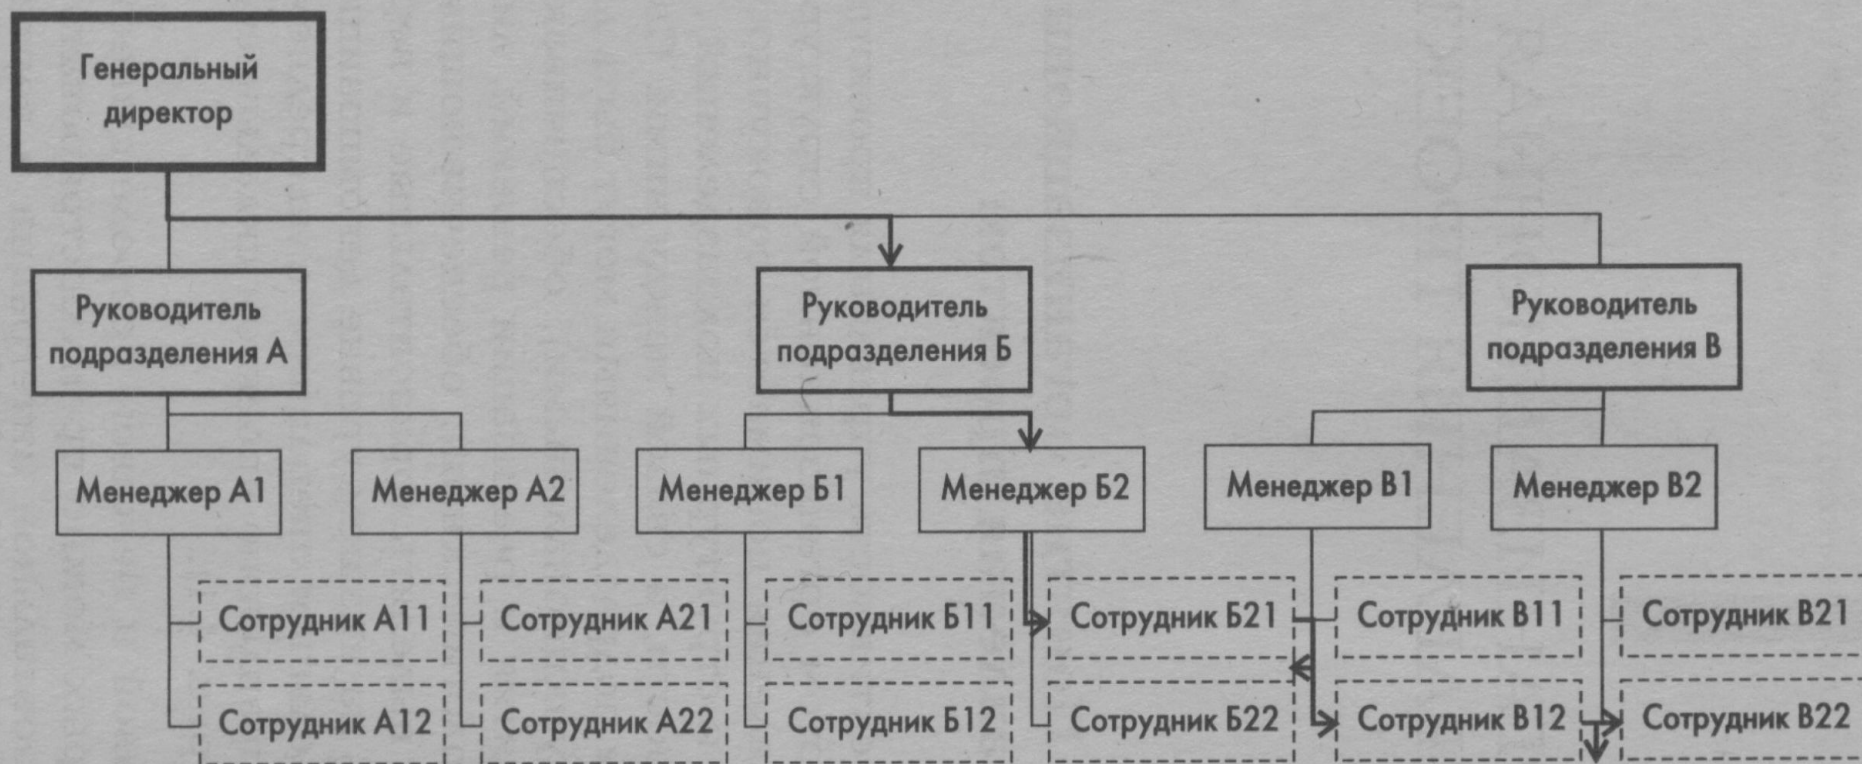 Генеральный
директор
Руководитель
подразделения А
Руководитель
подразделения Б
Руководитель
подразделения В
Менеджер А1
Менеджер А2
Менеджер Б1
Менеджер Б2
Менеджер В1
Менеджер В2
Сотрудник А11
Сотрудник А21
Сотрудник Б11
Сотрудник Б21
Сотрудник В11
Сотрудник В21
Сотрудник А12
Сотрудник А22
Сотрудник Б12
Сотрудник Б22
Сотрудник В12
Сотрудник В22